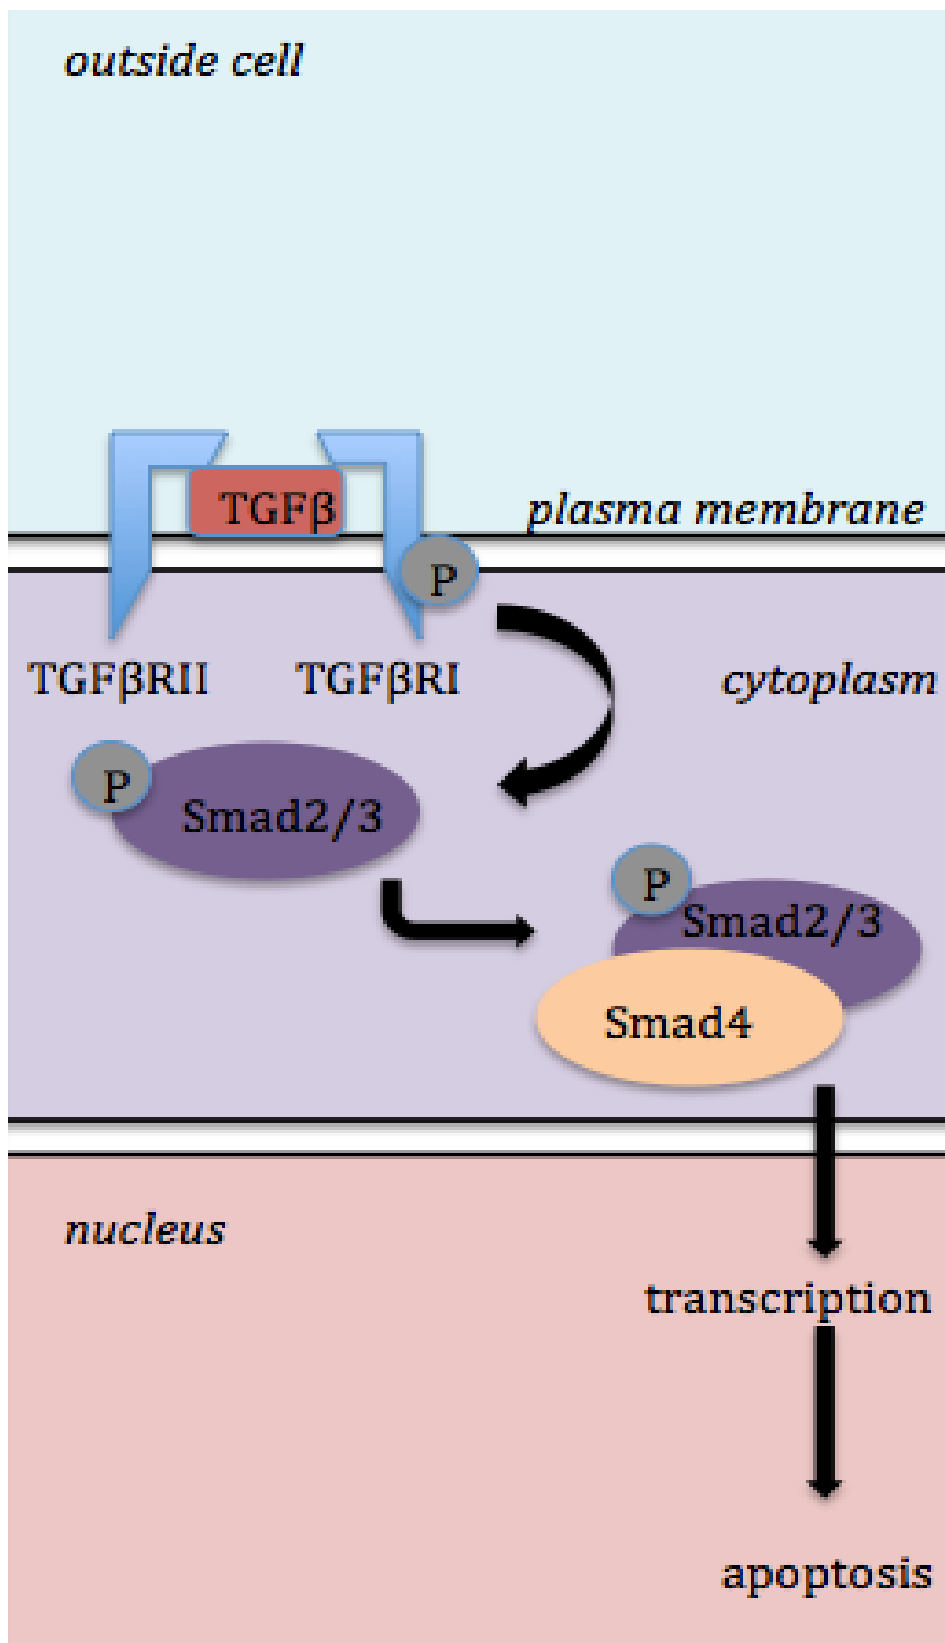 outside cell
TGFβ
plasma membrane
P
TGFβRII
TGFβRI
cytoplasm
P
Smad2/3
P
Smad2/3
Smad4
nucleus
transcription
apoptosis